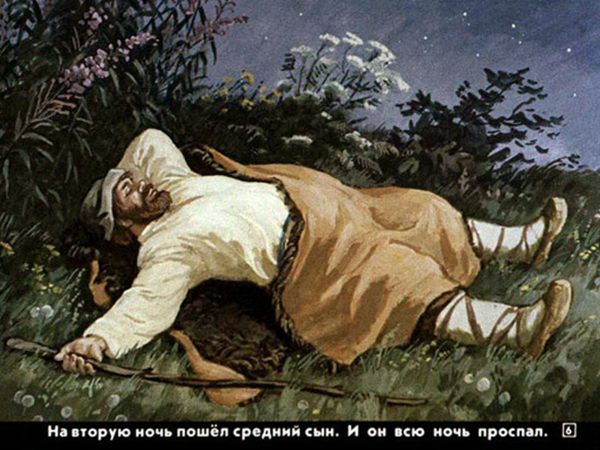 На вторую ночь пошёл средний сын. И он всю ночь проспал. 6